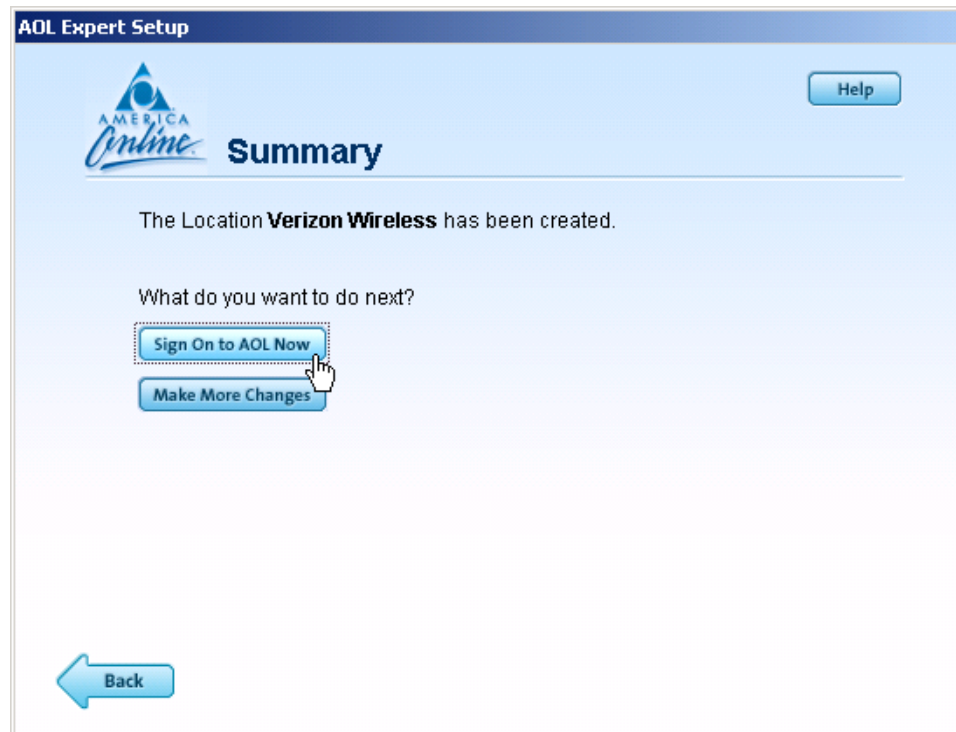 AOL Expert Setup
Help
AMERICA
Online.
Summary
The Location Verizon Wireless has been created.
What do you want to do next?
Sign On to AOL Now
Make More Changes
Back